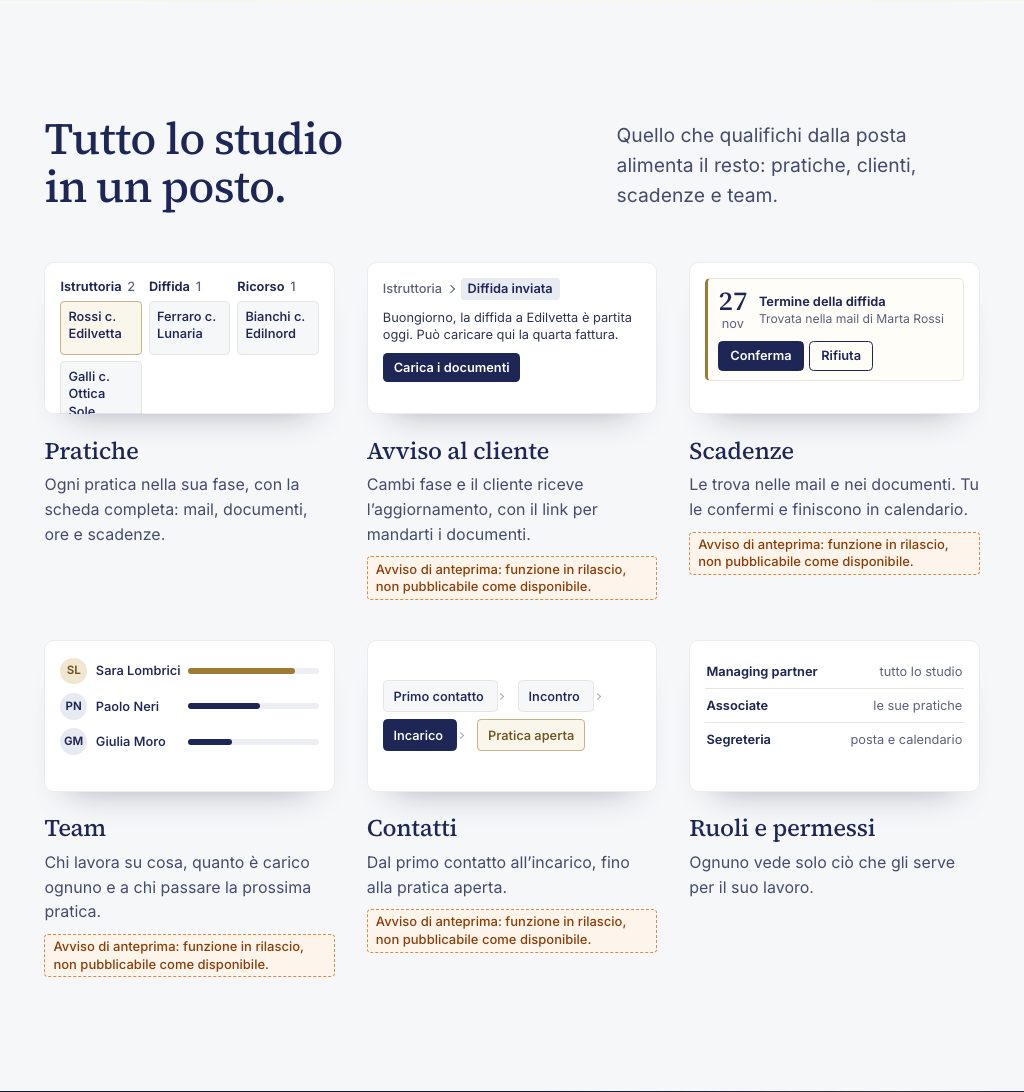 Tutto lo studio
in un posto.
Quello che qualifichi dalla posta
alimenta il resto: pratiche, clienti,
scadenze e team.
Istruttoria 2
Diffida 1
Ricorso 1
Rossi c.
Edilvetta
Ferraro c.
Lunaria
Bianchi c.
Edilnord
Galli c.
Ottica
Sole
Pratiche
Ogni pratica nella sua fase, con la
scheda completa: mail, documenti,
ore e scadenze.
Istruttoria > Diffida inviata
Buongiorno, la diffida a Edilvetta è partita
oggi. Può caricare qui la quarta fattura.
Carica i documenti
Avviso al cliente
Cambi fase e il cliente riceve
l’aggiornamento, con il link per
mandarti i documenti.
Avviso di anteprima: funzione in rilascio,
non pubblicabile come disponibile.
27
nov
Termine della diffida
Trovata nella mail di Marta Rossi
Conferma
Rifiuta
Scadenze
Le trova nelle mail e nei documenti. Tu
le confermi e finiscono in calendario.
Avviso di anteprima: funzione in rilascio,
non pubblicabile come disponibile.
SL Sara Lombrici
PN Paolo Neri
GM Giulia Moro
Team
Chi lavora su cosa, quanto è carico
ognuno e a chi passare la prossima
pratica.
Avviso di anteprima: funzione in rilascio,
non pubblicabile come disponibile.
Primo contatto › Incontro ›
Incarico › Pratica aperta
Contatti
Dal primo contatto all’incarico, fino
alla pratica aperta.
Avviso di anteprima: funzione in rilascio,
non pubblicabile come disponibile.
Managing partner tutto lo studio
Associate le sue pratiche
Segreteria posta e calendario
Ruoli e permessi
Ognuno vede solo ciò che gli serve
per il suo lavoro.